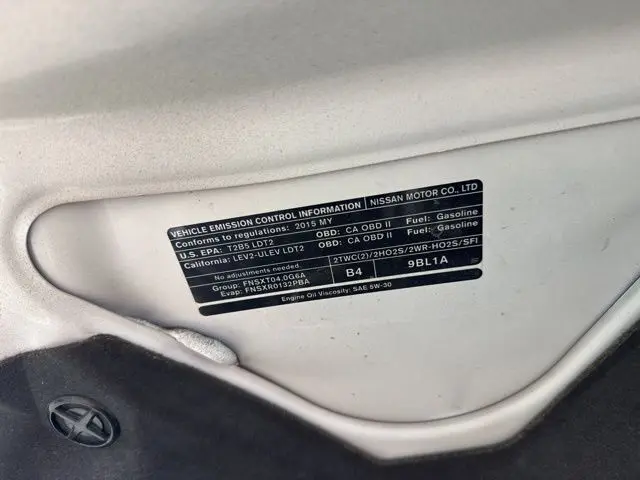 VEHICLE EMISSION CONTROL INFORMATION NISSAN MOTOR CO., LTD
Conforms to regulations: 2015 MY
U.S. EPA: T2B5 LDT2 OBD: CA OBD II Fuel: Gasoline
California: LEV2-ULEV LDT2 OBD: CA OBD II Fuel: Gasoline
No adjustments needed. 2TWC(2)/2HO2S/2WR-HO2S/SFI
Group: FNSXT04.0G6A B4 9BL1A
Evap: FNSXR0132PBA
Engine Oil Viscosity: SAE 5W-30